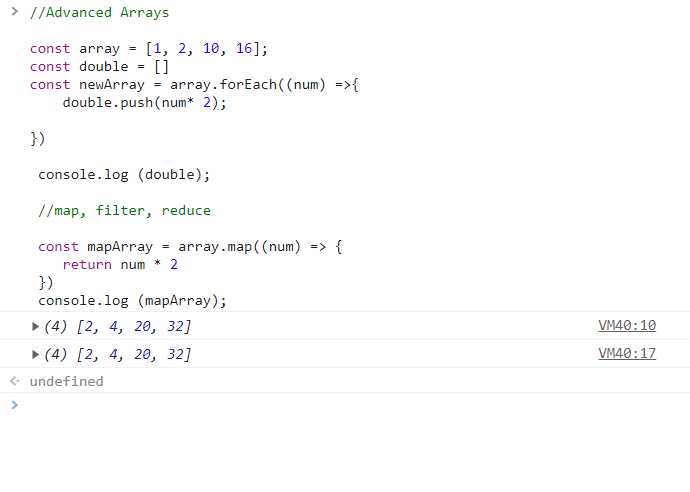 //Advanced Arrays
const array = [1, 2, 10, 16];
const double = []
const newArray = array.forEach((num) =>{
    double.push(num* 2);
})
 console.log (double);
 //map, filter, reduce
 const mapArray = array.map((num) => {
    return num * 2
 })
 console.log (mapArray);
(4) [2, 4, 20, 32] VM40:10
(4) [2, 4, 20, 32] VM40:17
undefined